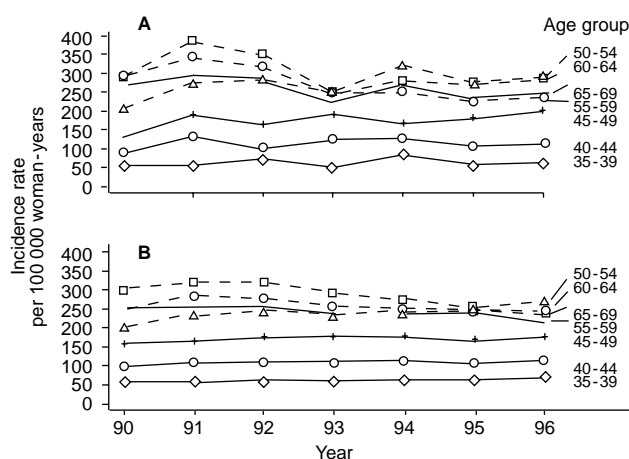 A
Age group
400
350
300
250
200
150
100
50
0
50 - 54
60 - 64
65 - 69
55 - 59
45 - 49
40 - 44
35 - 39
Incidence rate
per 100 000 woman-years
B
400
350
300
250
200
150
100
50
0
50 - 54
60 - 64
65 - 69
55 - 59
45 - 49
40 - 44
35 - 39
90 91 92 93 94 95 96
Year